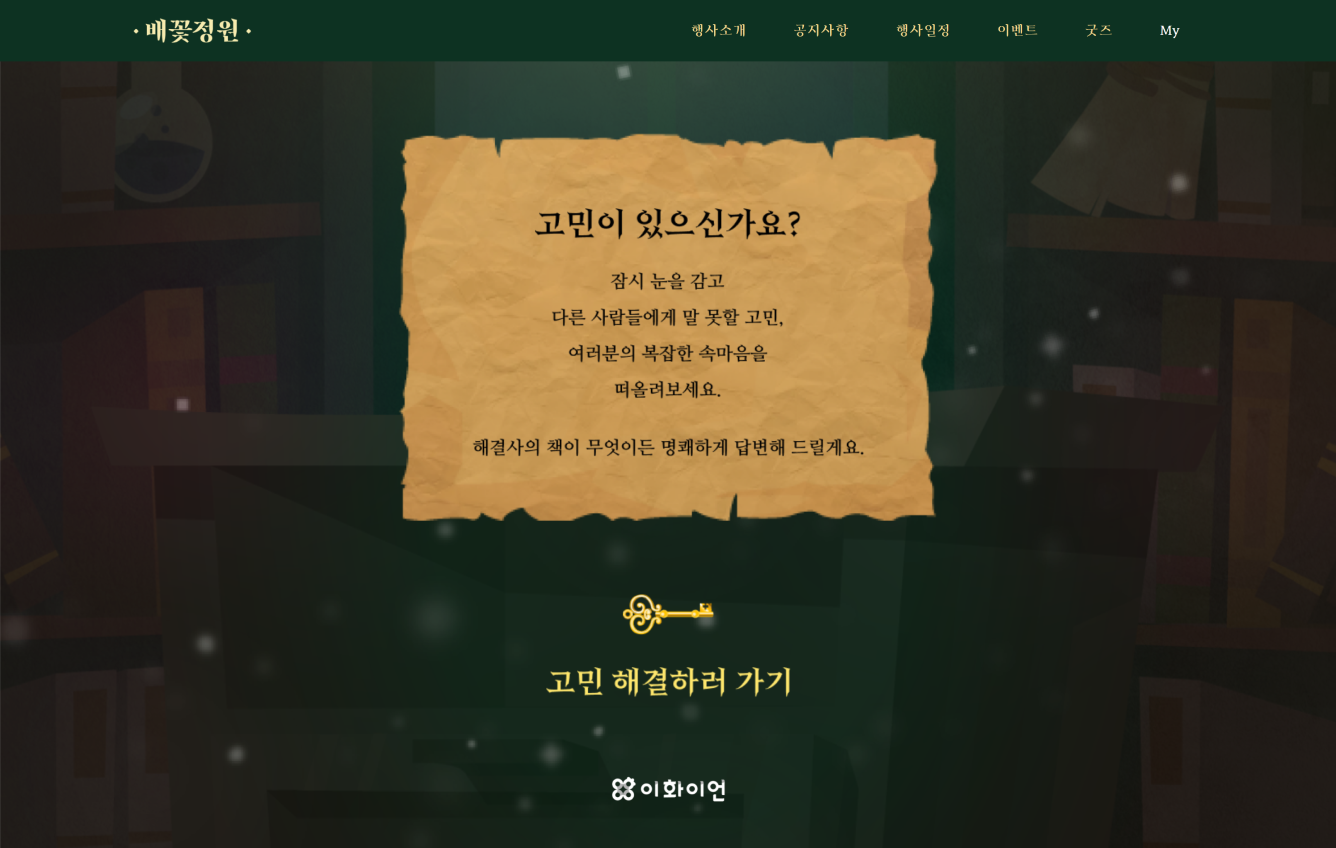 · 배꽃정원 ·
행사소개 공지사항 행사일정 이벤트 굿즈 My
고민이 있으신가요?
잠시 눈을 감고
다른 사람들에게 말 못할 고민,
여러분의 복잡한 속마음을
떠올려보세요.
해결사의 책이 무엇이든 명쾌하게 답변해 드릴게요.
고민 해결하러 가기
이화이언